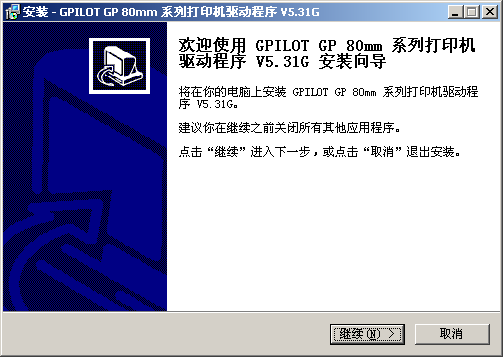 安装 - GPILOT GP 80mm 系列打印机驱动程序 V5.31G
欢迎使用 GPILOT GP 80mm 系列打印机
驱动程序 V5.31G 安装向导
将在你的电脑上安装 GPILOT GP 80mm 系列打印机驱动程
序 V5.31G。
建议你在继续之前关闭所有其他应用程序。
点击“继续”进入下一步，或点击“取消”退出安装。
继续(N) >
取消